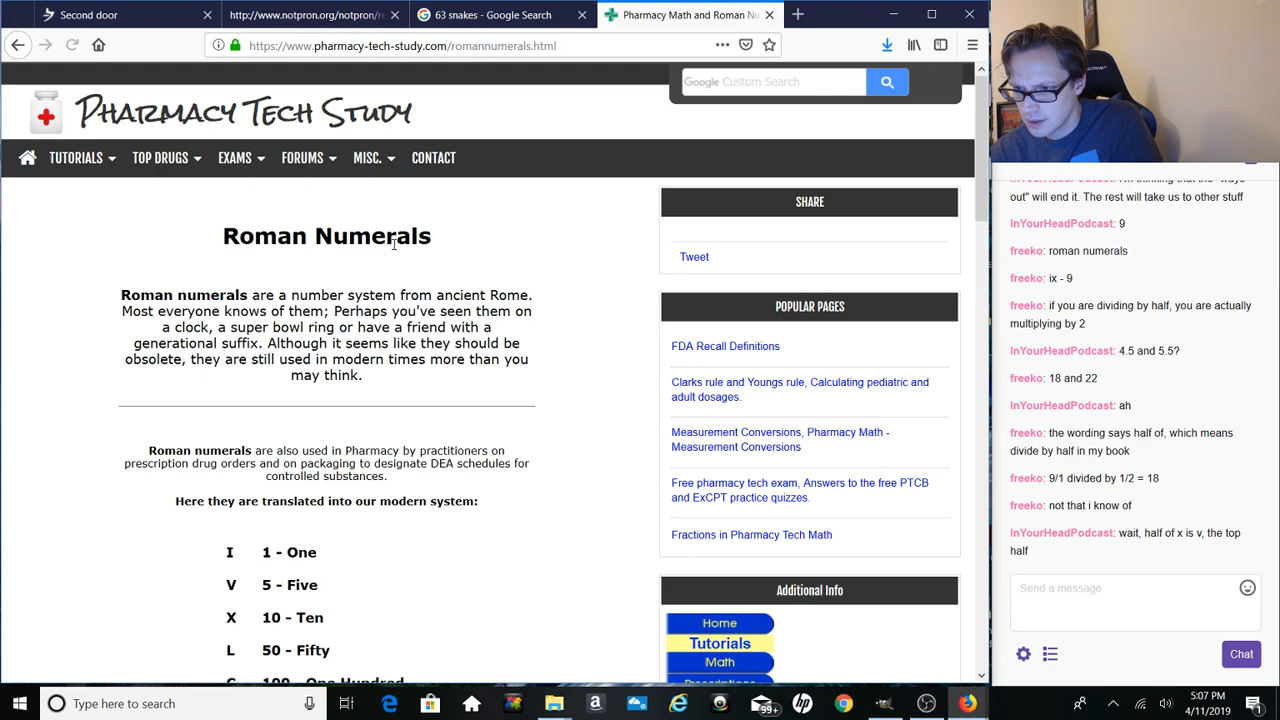 Second door
http://www.notpron.org/notpron/re
63 snakes - Google Search
Pharmacy Math and Roman Nu
https://www.pharmacy-tech-study.com/romannumerals.html
Google Custom Search
Pharmacy Tech Study
TUTORIALS TOP DRUGS EXAMS FORUMS MISC. CONTACT
Roman Numerals
Roman numerals are a number system from ancient Rome.
Most everyone knows of them; Perhaps you've seen them on
a clock, a super bowl ring or have a friend with a
generational suffix. Although it seems like they should be
obsolete, they are still used in modern times more than you
may think.
Roman numerals are also used in Pharmacy by practitioners on
prescription drug orders and on packaging to designate DEA schedules for
controlled substances.
Here they are translated into our modern system:
I 1 - One
V 5 - Five
X 10 - Ten
L 50 - Fifty
C 100 - One Hundred
SHARE
Tweet
POPULAR PAGES
FDA Recall Definitions
Clarks rule and Youngs rule, Calculating pediatric and
adult dosages.
Measurement Conversions, Pharmacy Math -
Measurement Conversions
Free pharmacy tech exam, Answers to the free PTCB
and ExCPT practice quizzes.
Fractions in Pharmacy Tech Math
Additional Info
Home
Tutorials
Math
Prescriptions
InYourHeadPodcast: I'm thinking that the "ways
out" will end it. The rest will take us to other stuff
InYourHeadPodcast: 9
freeko: roman numerals
freeko: ix - 9
freeko: if you are dividing by half, you are actually
multiplying by 2
InYourHeadPodcast: 4.5 and 5.5?
freeko: 18 and 22
InYourHeadPodcast: ah
freeko: the wording says half of, which means
divide by half in my book
freeko: 9/1 divided by 1/2 = 18
freeko: not that i know of
InYourHeadPodcast: wait, half of x is v, the top
half
Send a message
Chat
Type here to search
99+
5:07 PM
4/11/2019
1